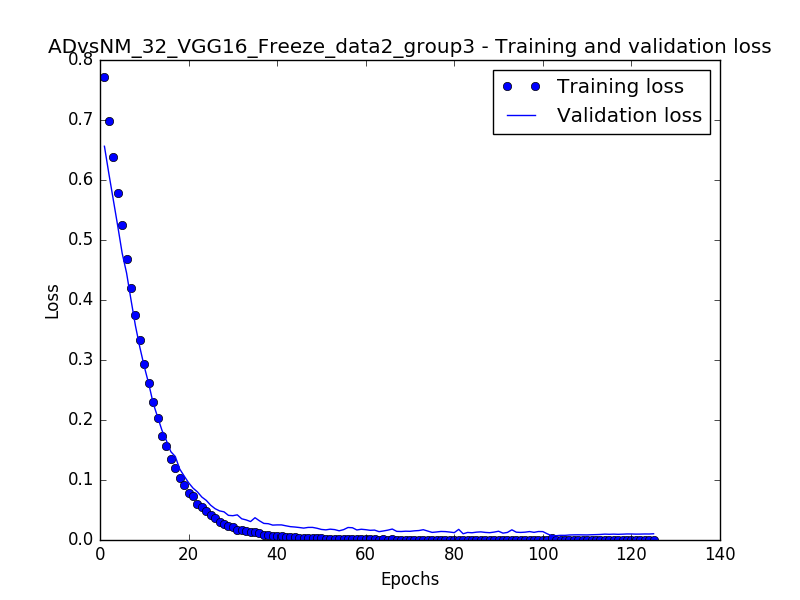 ADvsNM_32_VGG16_Freeze_data2_group3 - Training and validation loss
Training loss
Validation loss
0.8
0.7
0.6
0.5
0.4
0.3
0.2
0.1
0.0
Loss
0 20 40 60 80 100 120 140
Epochs